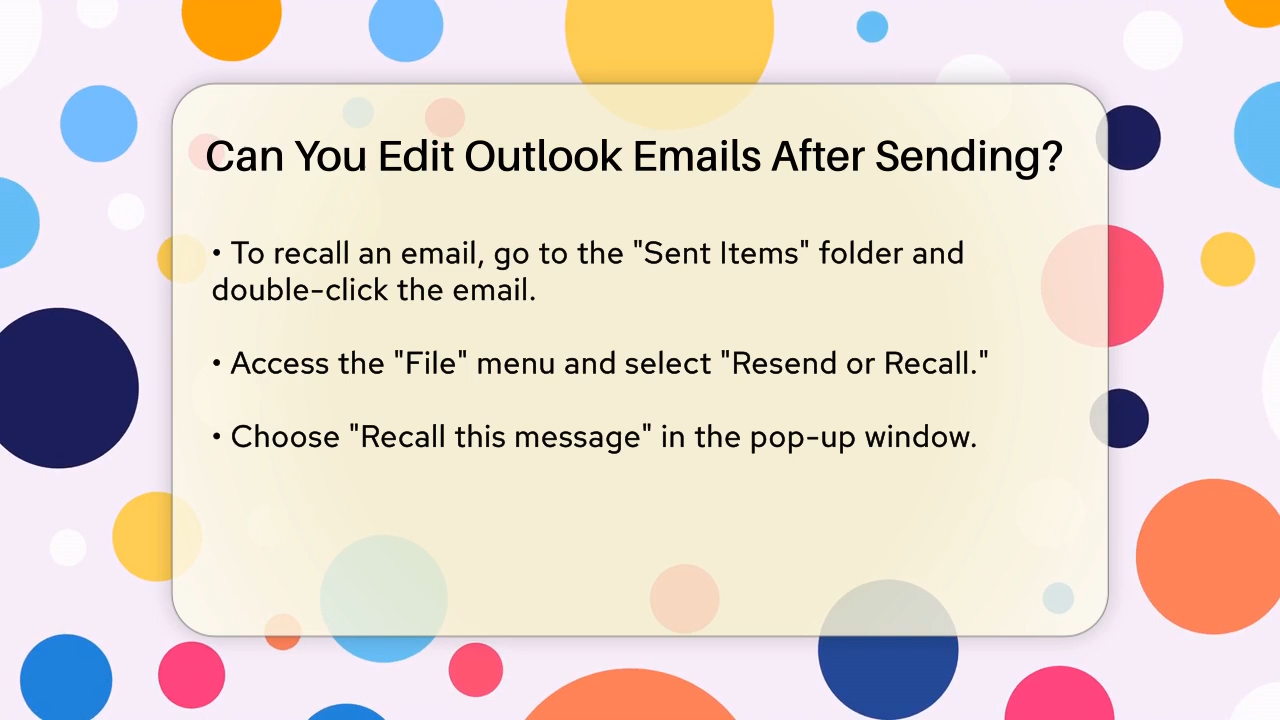 Can You Edit Outlook Emails After Sending?
• To recall an email, go to the "Sent Items" folder and
double-click the email.
• Access the "File" menu and select "Resend or Recall."
• Choose "Recall this message" in the pop-up window.